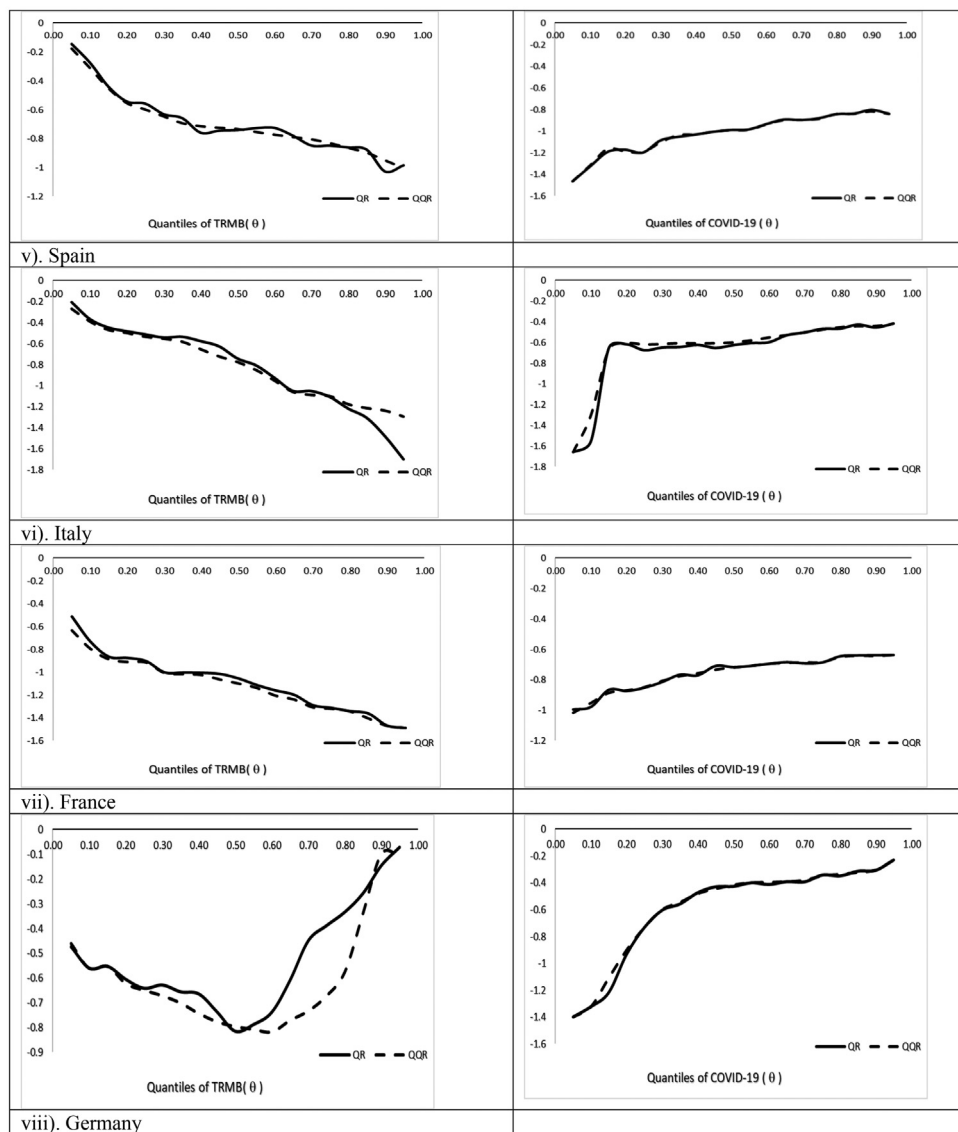 0
0.00 0.10 0.20 0.30 0.40 0.50 0.60 0.70 0.80 0.90 1.00
-0.2
-0.4
-0.6
-0.8
-1
-1.2
QR QQR
Quantiles of TRMB( θ )
0
0.00 0.10 0.20 0.30 0.40 0.50 0.60 0.70 0.80 0.90 1.00
-0.2
-0.4
-0.6
-0.8
-1
-1.2
-1.4
-1.6
QR QQR
Quantiles of COVID-19 ( θ )
v). Spain
0
0.00 0.10 0.20 0.30 0.40 0.50 0.60 0.70 0.80 0.90 1.00
-0.2
-0.4
-0.6
-0.8
-1
-1.2
-1.4
-1.6
-1.8
QR QQR
Quantiles of TRMB( θ )
0
0.00 0.10 0.20 0.30 0.40 0.50 0.60 0.70 0.80 0.90 1.00
-0.2
-0.4
-0.6
-0.8
-1
-1.2
-1.4
-1.6
-1.8
QR QQR
Quantiles of COVID-19 ( θ )
vi). Italy
0
0.00 0.10 0.20 0.30 0.40 0.50 0.60 0.70 0.80 0.90 1.00
-0.2
-0.4
-0.6
-0.8
-1
-1.2
-1.4
-1.6
QR QQR
Quantiles of TRMB( θ )
0
0.00 0.10 0.20 0.30 0.40 0.50 0.60 0.70 0.80 0.90 1.00
-0.2
-0.4
-0.6
-0.8
-1
-1.2
QR QQR
Quantiles of COVID-19 ( θ )
vii). France
0
0.00 0.10 0.20 0.30 0.40 0.50 0.60 0.70 0.80 0.90 1.00
-0.1
-0.2
-0.3
-0.4
-0.5
-0.6
-0.7
-0.8
-0.9
QR QQR
Quantiles of TRMB( θ )
0
0.00 0.10 0.20 0.30 0.40 0.50 0.60 0.70 0.80 0.90 1.00
-0.2
-0.4
-0.6
-0.8
-1
-1.2
-1.4
-1.6
QR QQR
Quantiles of COVID-19 ( θ )
viii). Germany